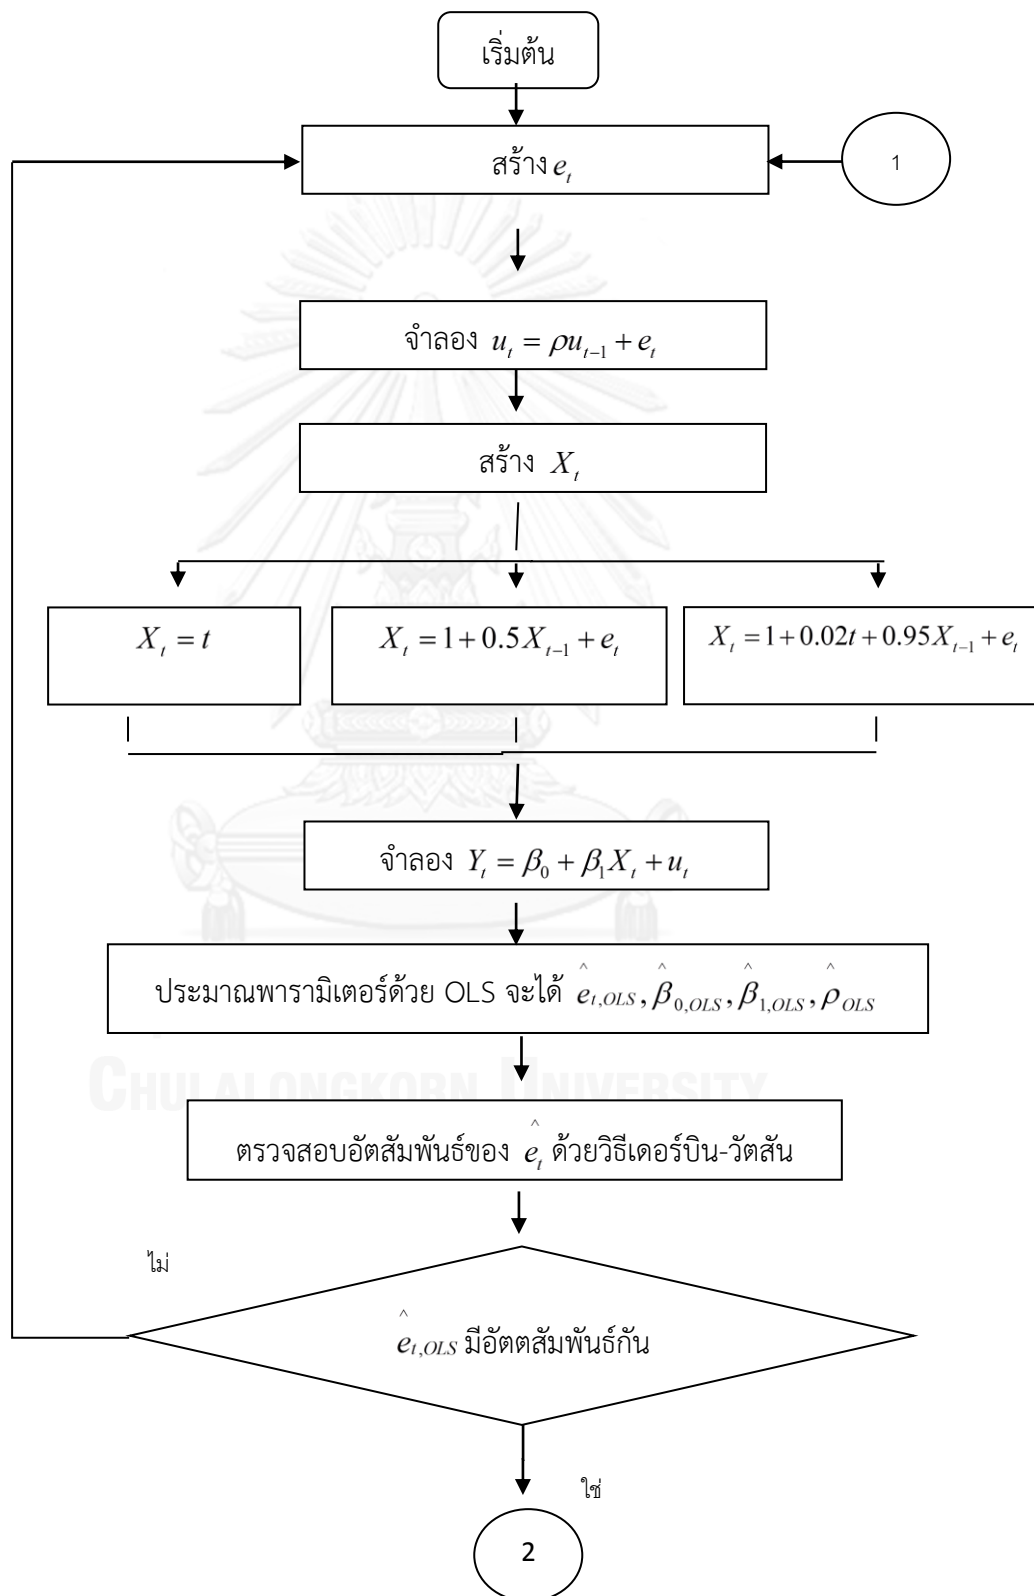 เริ่มต้น
สร้าง e_t
1
จำลอง u_t = ρu_{t−1} + e_t
สร้าง X_t
X_t = t
X_t = 1 + 0.5X_{t−1} + e_t
X_t = 1 + 0.02t + 0.95X_{t−1} + e_t
จำลอง Y_t = β_0 + β_1X_t + u_t
ประมาณพารามิเตอร์ด้วย OLS จะได้ ê_{t,OLS}, β̂_{0,OLS}, β̂_{1,OLS}, ρ̂_{OLS}
CHULALONGKORN UNIVERSITY
ตรวจสอบอัตสัมพันธ์ของ ê_t ด้วยวิธีเดอร์บิน-วัตสัน
ไม่
ê_{t,OLS} มีอัตตสัมพันธ์กัน
ใช่
2